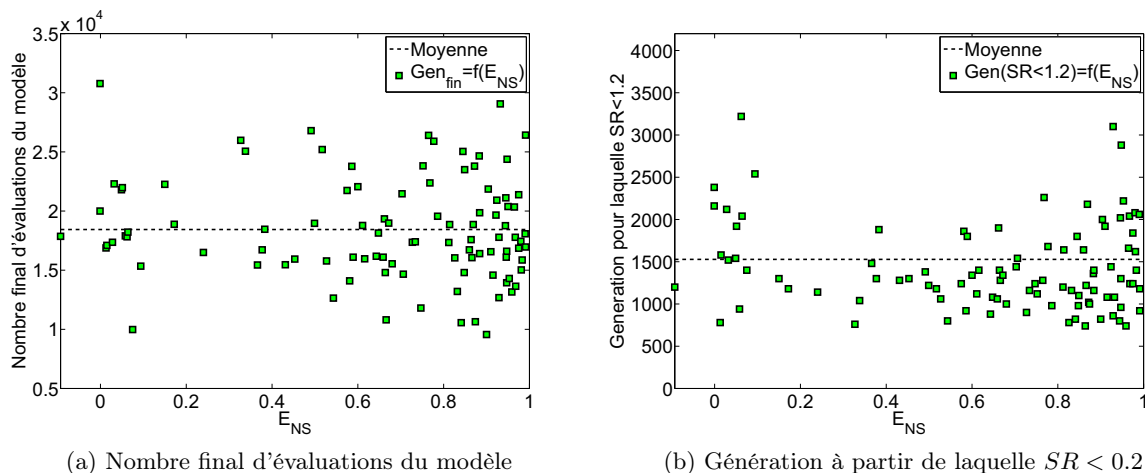 x 10⁴
3.5
3
2.5
2
1.5
1
0.5
0
0.2
0.4
0.6
0.8
1
E_NS
Nombre final d'évaluations du modèle
Moyenne
Gen_fin=f(E_NS)
(a) Nombre final d'évaluations du modèle
4000
3500
3000
2500
2000
1500
1000
500
0
0
0.2
0.4
0.6
0.8
1
E_NS
Generation pour laquelle SR<1.2
Moyenne
Gen(SR<1.2)=f(E_NS)
(b) Génération à partir de laquelle SR < 0.2